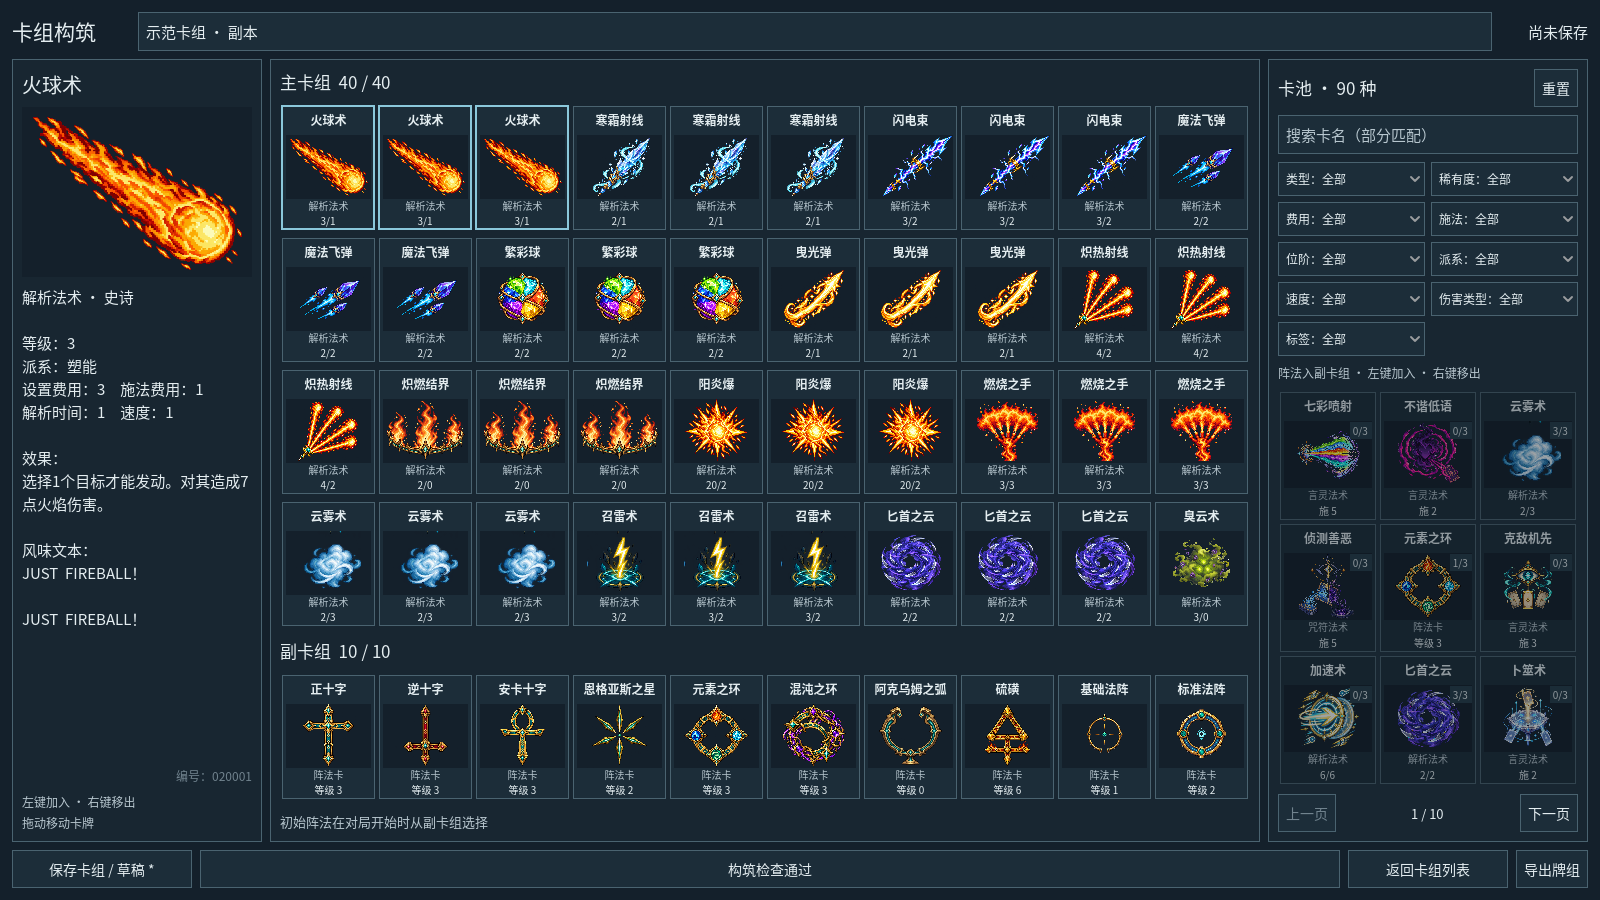 卡组构筑
示范卡组 · 副本
尚未保存
火球术
解析法术 · 史诗
等级：3
派系：塑能
设置费用：3 施法费用：1
解析时间：1 速度：1
效果：
选择1个目标才能发动。对其造成7
点火焰伤害。
风味文本：
JUST FIREBALL！
JUST FIREBALL！
编号：020001
左键加入 · 右键移出
拖动移动卡牌
主卡组 40 / 40
火球术 火球术 火球术 寒霜射线 寒霜射线 寒霜射线 闪电束 闪电束 闪电束 魔法飞弹
解析法术 解析法术 解析法术 解析法术 解析法术 解析法术 解析法术 解析法术 解析法术 解析法术
3/1 3/1 3/1 2/1 2/1 2/1 3/2 3/2 3/2 2/2
魔法飞弹 魔法飞弹 繁彩球 繁彩球 繁彩球 曳光弹 曳光弹 曳光弹 炽热射线 炽热射线
解析法术 解析法术 解析法术 解析法术 解析法术 解析法术 解析法术 解析法术 解析法术 解析法术
2/2 2/2 2/2 2/2 2/2 2/1 2/1 2/1 4/2 4/2
炽热射线 炽燃结界 炽燃结界 炽燃结界 阳炎爆 阳炎爆 阳炎爆 燃烧之手 燃烧之手 燃烧之手
解析法术 解析法术 解析法术 解析法术 解析法术 解析法术 解析法术 解析法术 解析法术 解析法术
4/2 2/0 2/0 2/0 20/2 20/2 20/2 3/3 3/3 3/3
云雾术 云雾术 云雾术 召雷术 召雷术 召雷术 匕首之云 匕首之云 匕首之云 臭云术
解析法术 解析法术 解析法术 解析法术 解析法术 解析法术 解析法术 解析法术 解析法术 解析法术
2/3 2/3 2/3 3/2 3/2 3/2 2/2 2/2 2/2 3/0
副卡组 10 / 10
正十字 逆十字 安卡十字 恩格亚斯之星 元素之环 混沌之环 阿克乌姆之弧 硫磺 基础法阵 标准法阵
阵法卡 阵法卡 阵法卡 阵法卡 阵法卡 阵法卡 阵法卡 阵法卡 阵法卡 阵法卡
等级 3 等级 3 等级 3 等级 2 等级 3 等级 3 等级 0 等级 6 等级 1 等级 2
初始阵法在对局开始时从副卡组选择
卡池 · 90 种
重置
搜索卡名（部分匹配）
类型：全部 稀有度：全部
费用：全部 施法：全部
位阶：全部 派系：全部
速度：全部 伤害类型：全部
标签：全部
阵法入副卡组 · 左键加入 · 右键移出
七彩喷射 不谐低语 云雾术
0/3 0/3 3/3
言灵法术 言灵法术 解析法术
施 5 施 2 2/3
侦测善恶 元素之环 克敌机先
0/3 1/3 0/3
咒符法术 阵法卡 言灵法术
施 5 等级 3 施 3
加速术 匕首之云 卜筮术
0/3 3/3 0/3
解析法术 解析法术 言灵法术
6/6 2/2 施 2
上一页 1 / 10 下一页
保存卡组 / 草稿 *
构筑检查通过
返回卡组列表
导出牌组